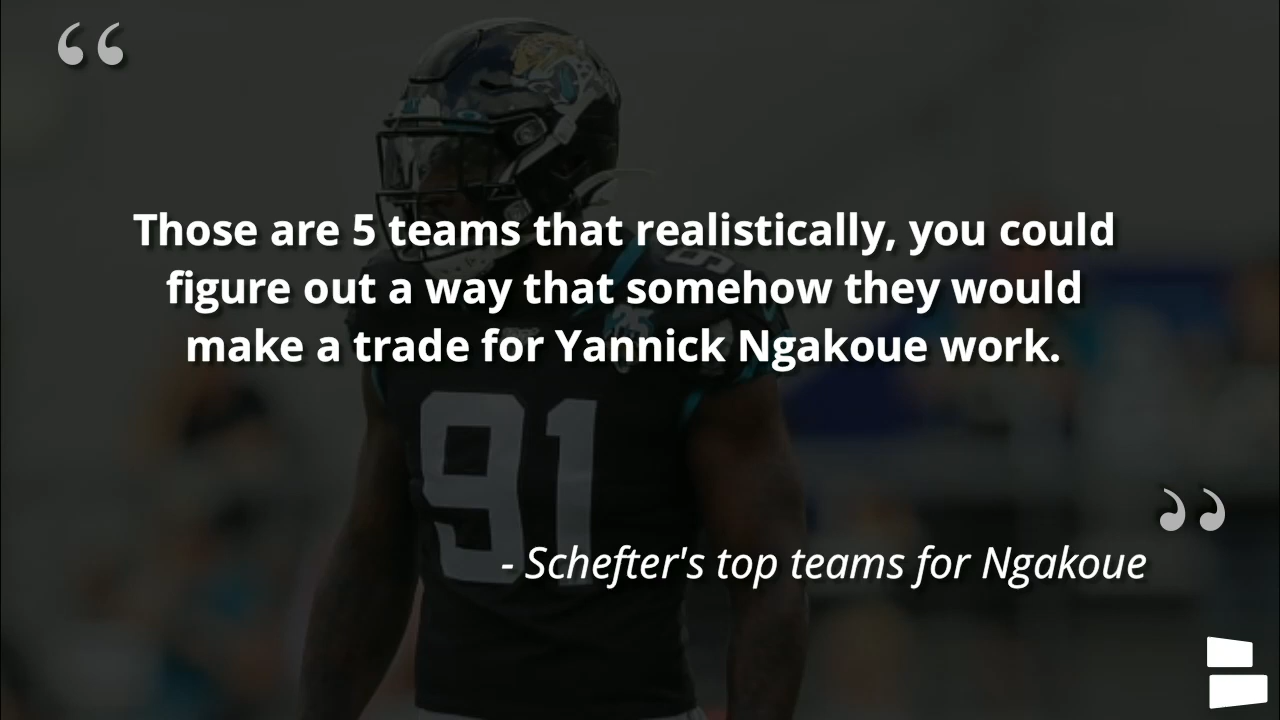 “
Those are 5 teams that realistically, you could
figure out a way that somehow they would
make a trade for Yannick Ngakoue work.
”
- Schefter's top teams for Ngakoue
91